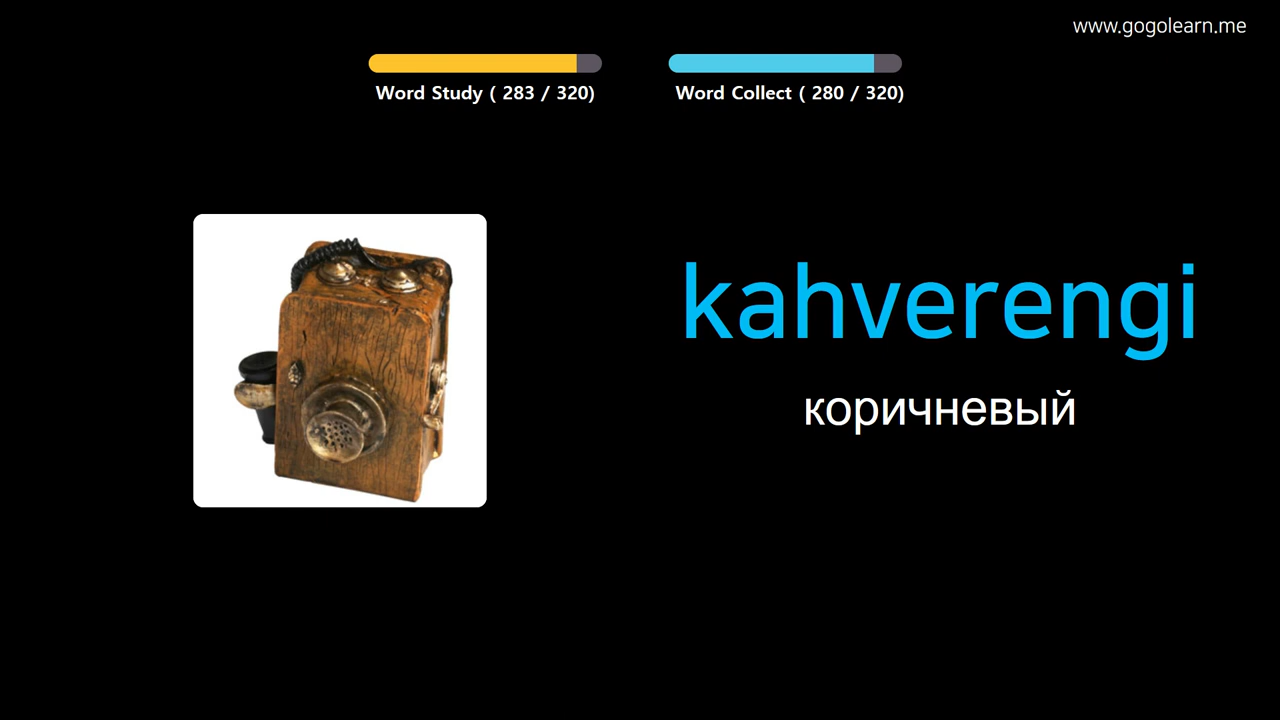 www.gogolearn.me
Word Study ( 283 / 320)
Word Collect ( 280 / 320)
kahverengi
коричневый